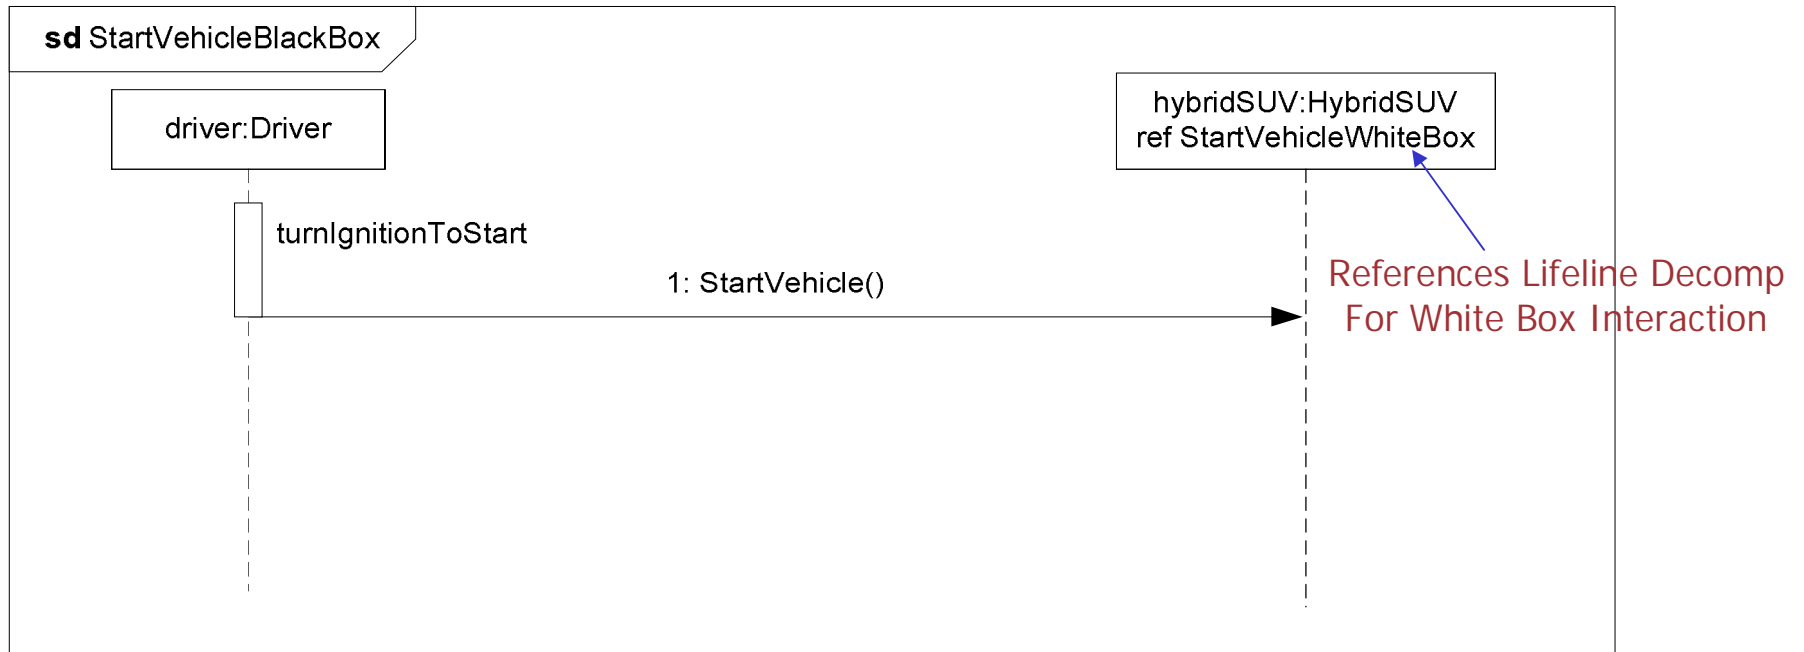 sd StartVehicleBlackBox
driver:Driver
hybridSUV:HybridSUV
ref StartVehicleWhiteBox
turnIgnitionToStart
1: StartVehicle()
References Lifeline Decomp
For White Box Interaction